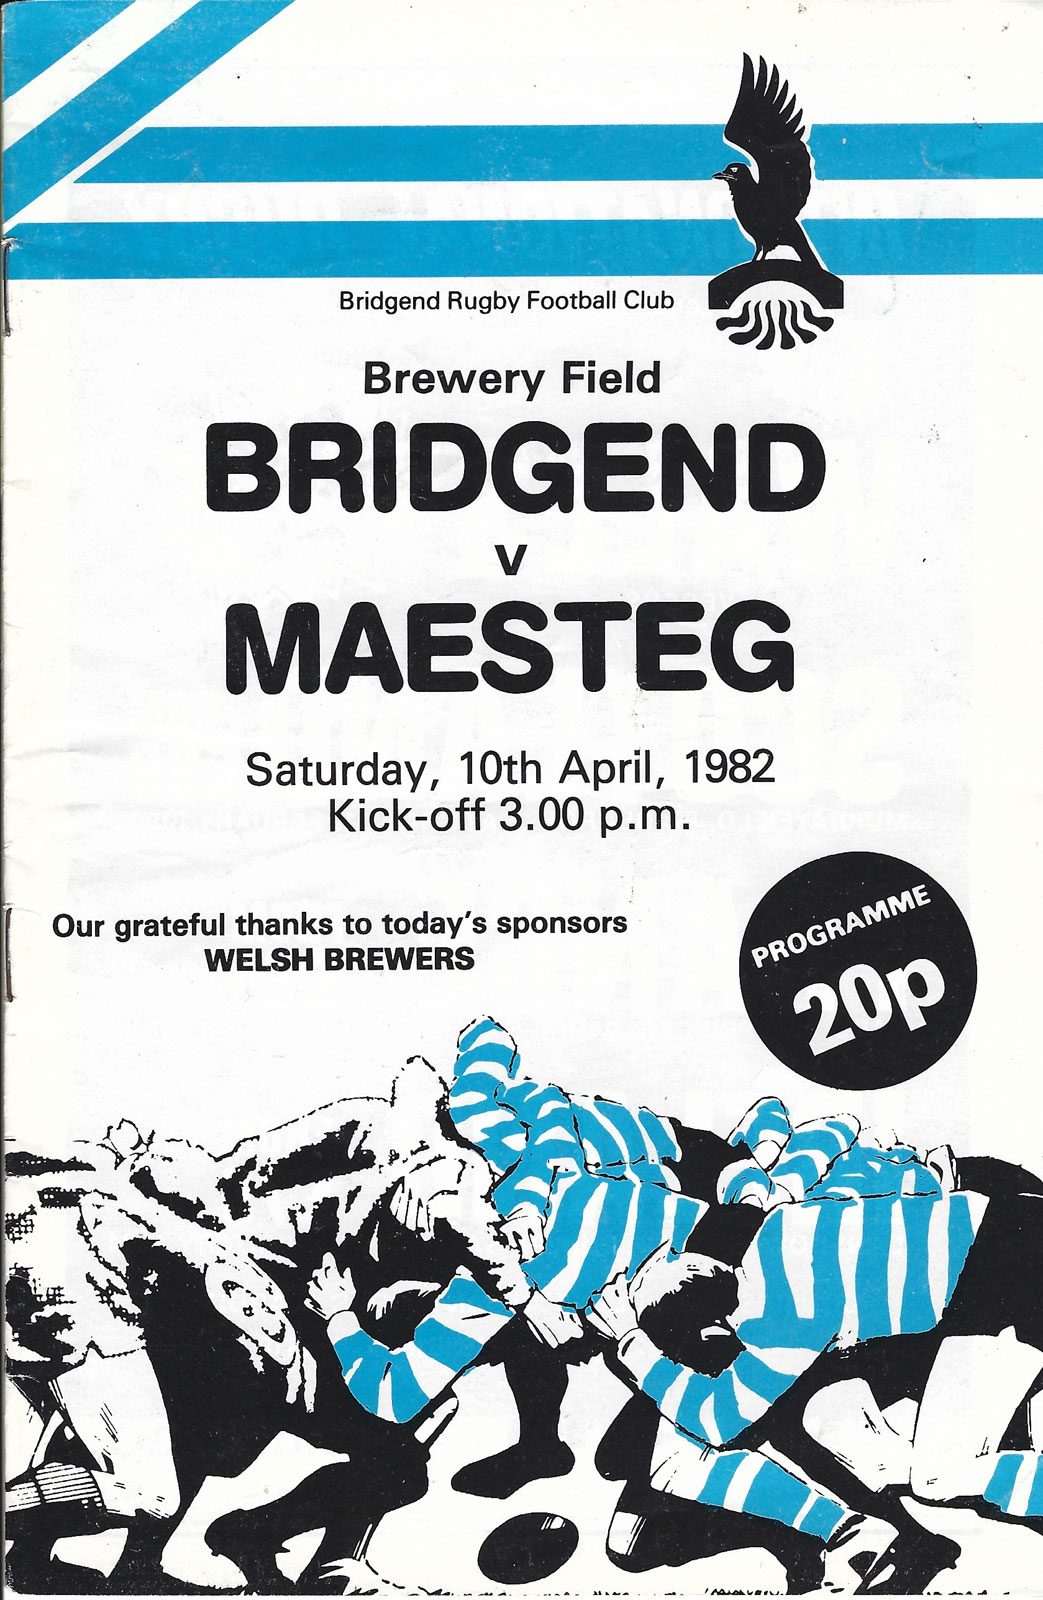 Bridgend Rugby Football Club
Brewery Field
BRIDGEND
v
MAESTEG
Saturday, 10th April, 1982
Kick-off 3.00 p.m.
Our grateful thanks to today's sponsors
WELSH BREWERS
PROGRAMME
20p